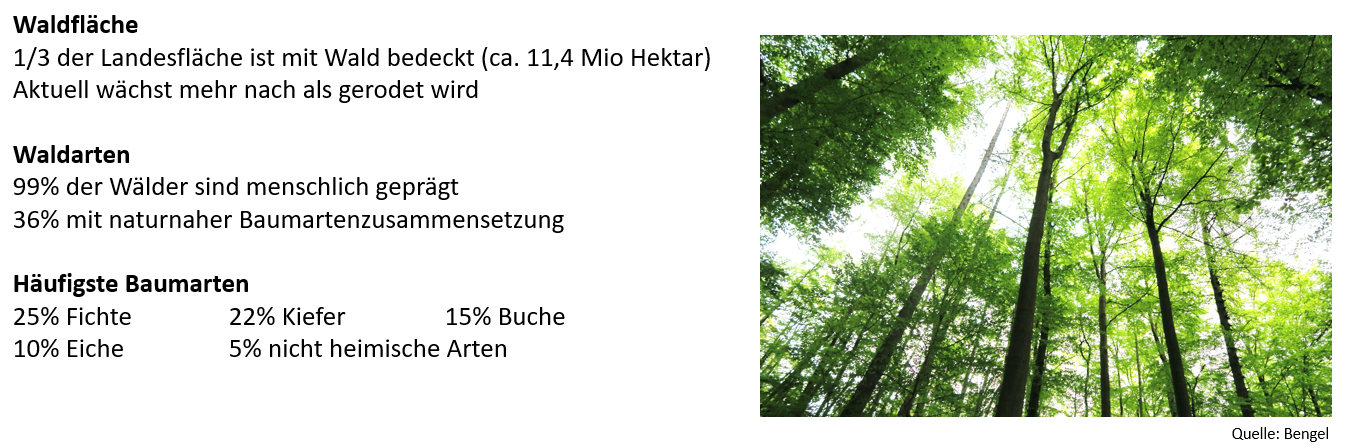 Waldfläche
1/3 der Landesfläche ist mit Wald bedeckt (ca. 11,4 Mio Hektar)
Aktuell wächst mehr nach als gerodet wird
Waldarten
99% der Wälder sind menschlich geprägt
36% mit naturnaher Baumartenzusammensetzung
Häufigste Baumarten
25% Fichte 22% Kiefer 15% Buche
10% Eiche 5% nicht heimische Arten
Quelle: Bengel